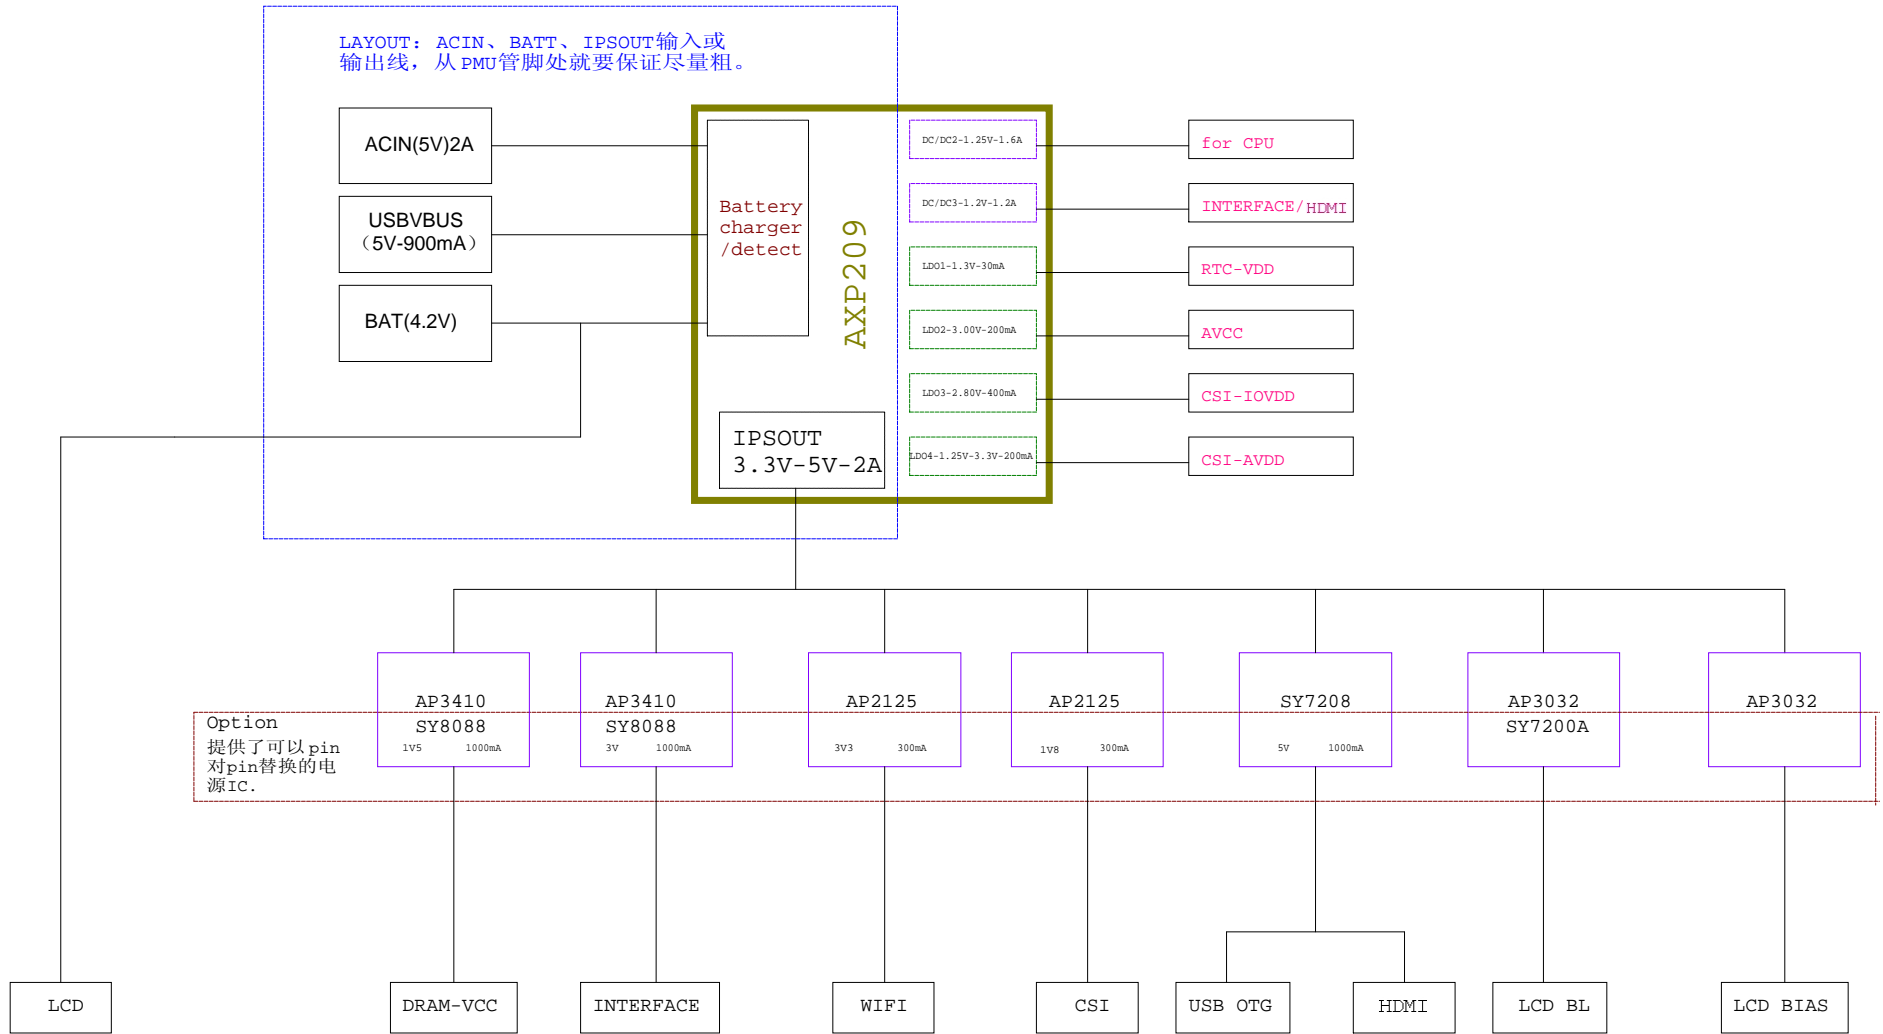 LAYOUT: ACIN、BATT、IPSOUT输入或
输出线，从PMU管脚处就要保证尽量粗。
ACIN(5V)2A
USBVBUS
（5V-900mA）
BAT(4.2V)
Battery
charger
/detect
AXP209
IPSOUT
3.3V-5V-2A
DC/DC2-1.25V-1.6A
for CPU
DC/DC3-1.2V-1.2A
INTERFACE/HDMI
LDO1-1.3V-30mA
RTC-VDD
LDO2-3.00V-200mA
AVCC
LDO3-2.80V-400mA
CSI-IOVDD
LDO4-1.25V-3.3V-200mA
CSI-AVDD
Option
提供了可以pin
对pin替换的电
源IC.
AP3410
SY8088
1V5 1000mA
AP3410
SY8088
3V 1000mA
AP2125
3V3 300mA
AP2125
1V8 300mA
SY7208
5V 1000mA
AP3032
SY7200A
AP3032
LCD
DRAM-VCC
INTERFACE
WIFI
CSI
USB OTG
HDMI
LCD BL
LCD BIAS